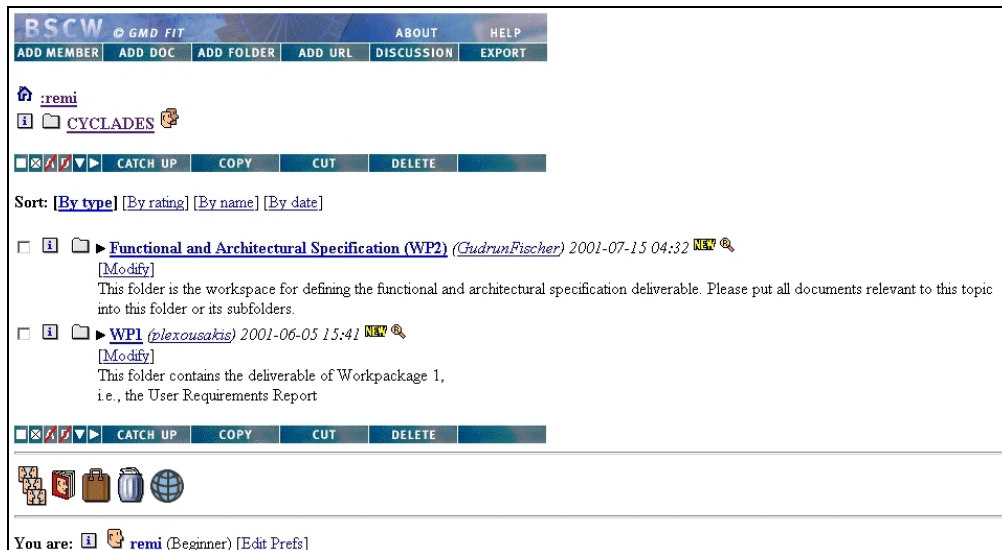 BSCW © GMD FIT ABOUT HELP
ADD MEMBER ADD DOC ADD FOLDER ADD URL DISCUSSION EXPORT
:remi
CYCLADES
CATCH UP COPY CUT DELETE
Sort: [By type] [By rating] [By name] [By date]
Functional and Architectural Specification (WP2) (GudrunFischer) 2001-07-15 04:32 NEW
[Modify]
This folder is the workspace for defining the functional and architectural specification deliverable. Please put all documents relevant to this topic
into this folder or its subfolders.
WP1 (plexousakis) 2001-06-05 15:41 NEW
[Modify]
This folder contains the deliverable of Workpackage 1,
i.e., the User Requirements Report
CATCH UP COPY CUT DELETE
You are: remi (Beginner) [Edit Prefs]